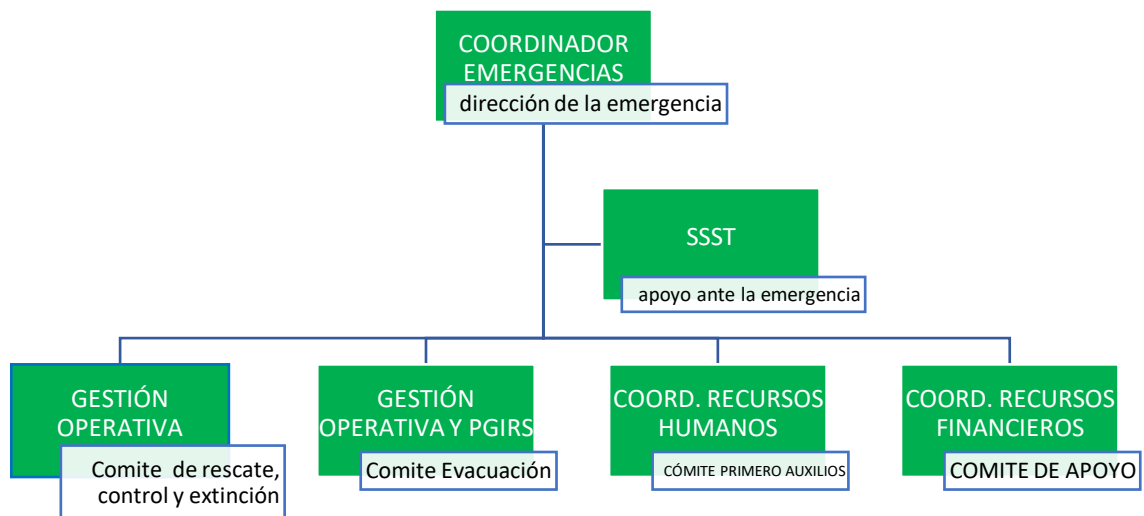 COORDINADOR
EMERGENCIAS
dirección de la emergencia
SSST
apoyo ante la emergencia
GESTIÓN
OPERATIVA
Comite de rescate,
control y extinción
GESTIÓN
OPERATIVA Y PGIRS
Comite Evacuación
COORD. RECURSOS
HUMANOS
CÓMITE PRIMERO AUXILIOS
COORD. RECURSOS
FINANCIEROS
COMITE DE APOYO